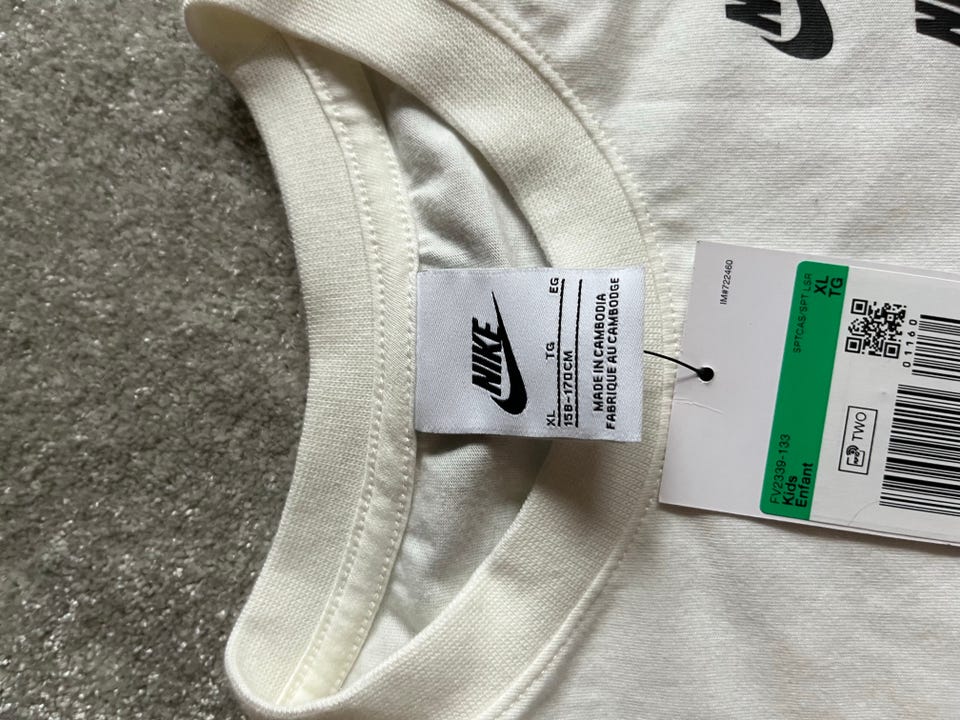 NIKE
XL TG EG
158-170CM
MADE IN CAMBODIA
FABRIQUE AU CAMBODGE
IM#722460
SPTCAS/SPT LSR
XL
TG
FV2339-133
Kids
Enfant
01160
TWO